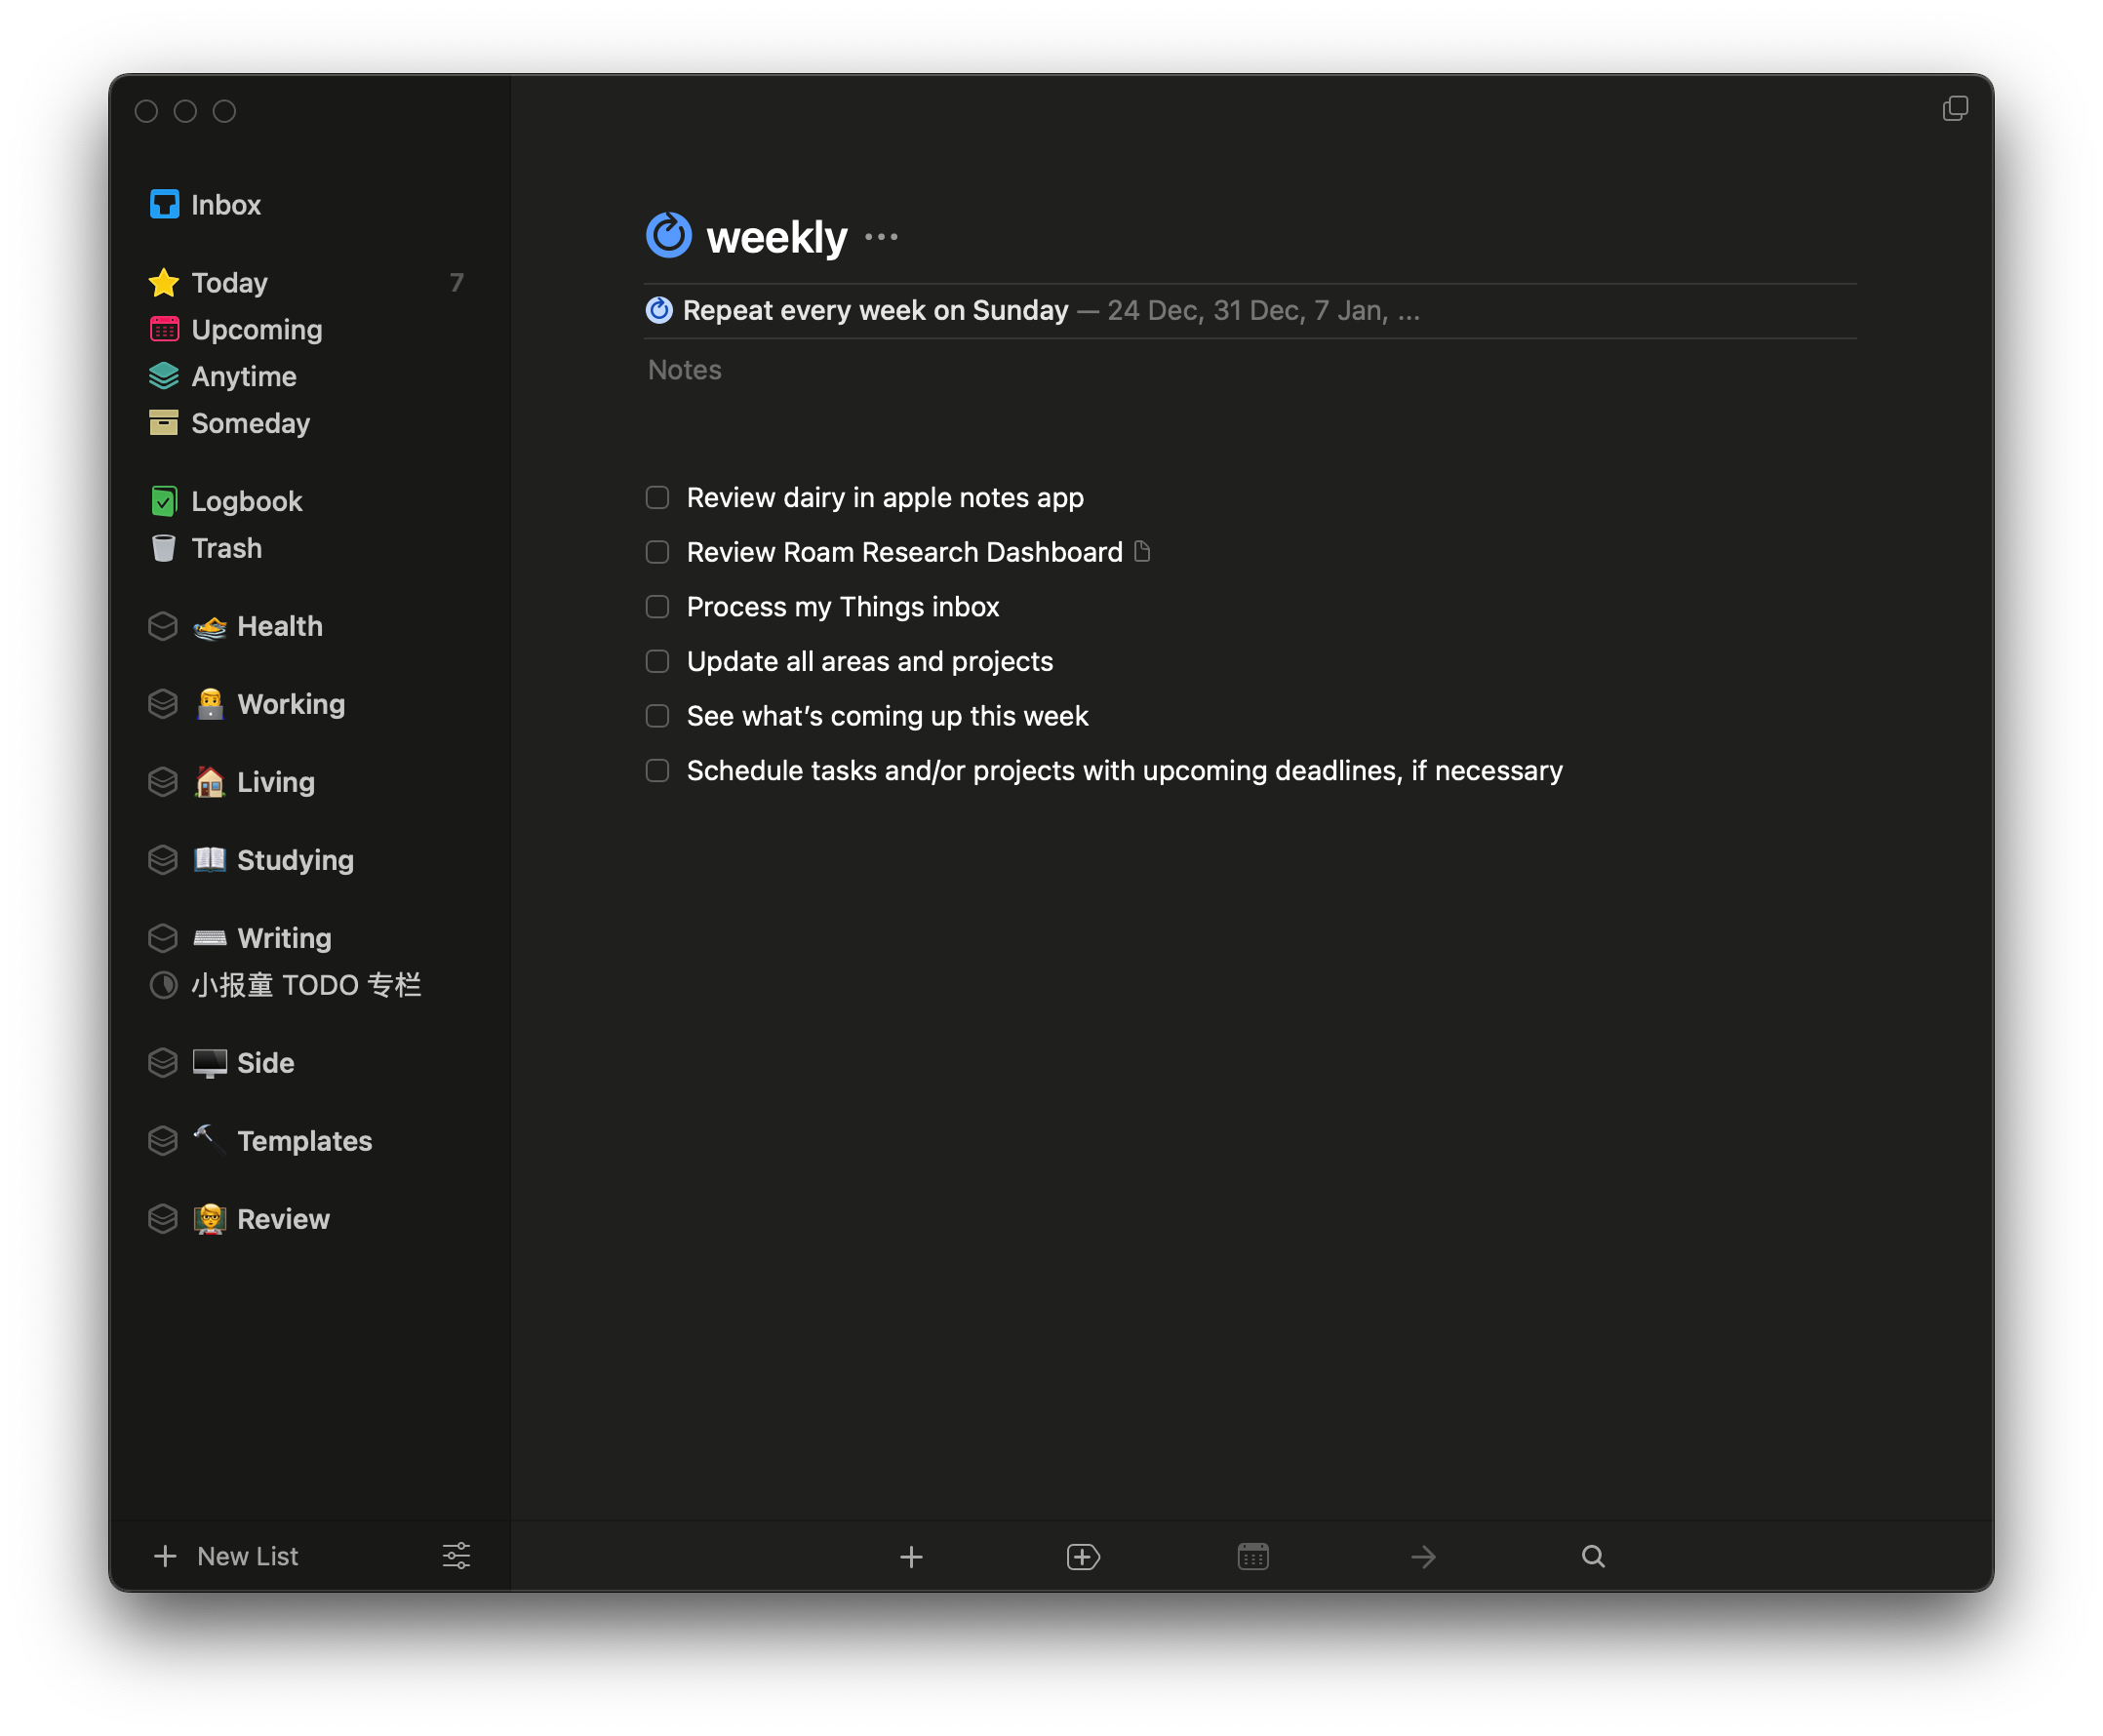 Inbox
Today 7
Upcoming
Anytime
Someday
Logbook
Trash
Health
Working
Living
Studying
Writing
小报童 TODO 专栏
Side
Templates
Review
New List
weekly
Repeat every week on Sunday — 24 Dec, 31 Dec, 7 Jan, ...
Notes
Review dairy in apple notes app
Review Roam Research Dashboard
Process my Things inbox
Update all areas and projects
See what’s coming up this week
Schedule tasks and/or projects with upcoming deadlines, if necessary